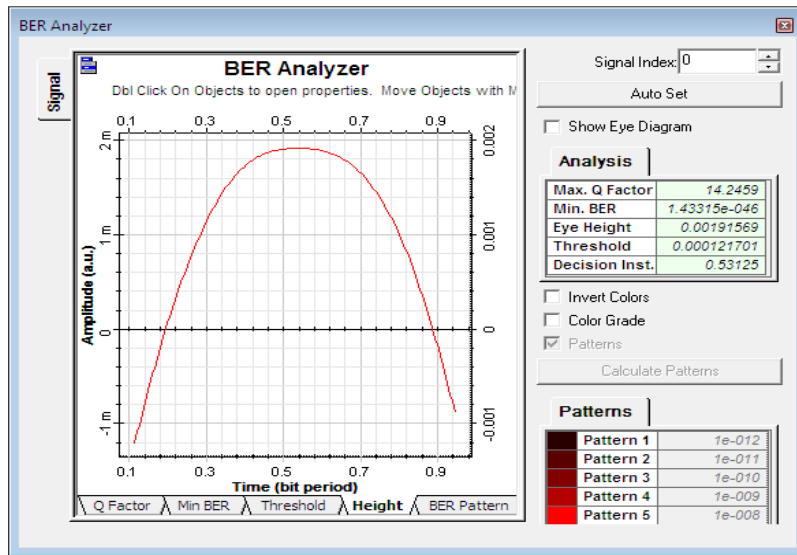 BER Analyzer
Signal
BER Analyzer
Dbl Click On Objects to open properties. Move Objects with M
0.1 0.3 0.5 0.7 0.9
2 m
1 m
0
-1 m
Amplitude (a.u.)
0.002
0.001
0
-0.001
0.1 0.3 0.5 0.7 0.9
Time (bit period)
Q Factor Min BER Threshold Height BER Pattern
Signal Index: 0
Auto Set
Show Eye Diagram
Analysis
Max. Q Factor 14.2459
Min. BER 1.43315e-046
Eye Height 0.00191569
Threshold 0.000121701
Decision Inst. 0.53125
Invert Colors
Color Grade
Patterns
Calculate Patterns
Patterns
Pattern 1 1e-012
Pattern 2 1e-011
Pattern 3 1e-010
Pattern 4 1e-009
Pattern 5 1e-008